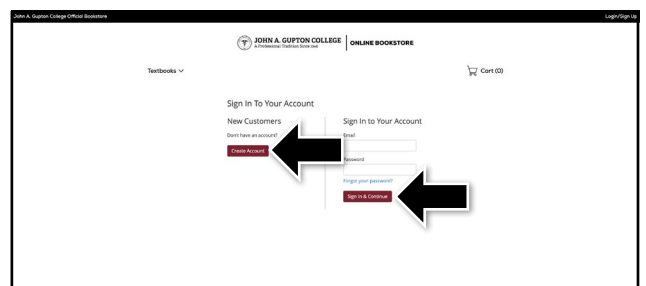 John A. Gupton College Official Bookstore
Login/Sign Up
JOHN A. GUPTON COLLEGE
A Professional Tradition Since 1946
ONLINE BOOKSTORE
Textbooks
Cart (0)
Sign In To Your Account
New Customers
Don't have an account?
Create Account
Sign In to Your Account
Email
Password
Forgot your password?
Sign In & Continue